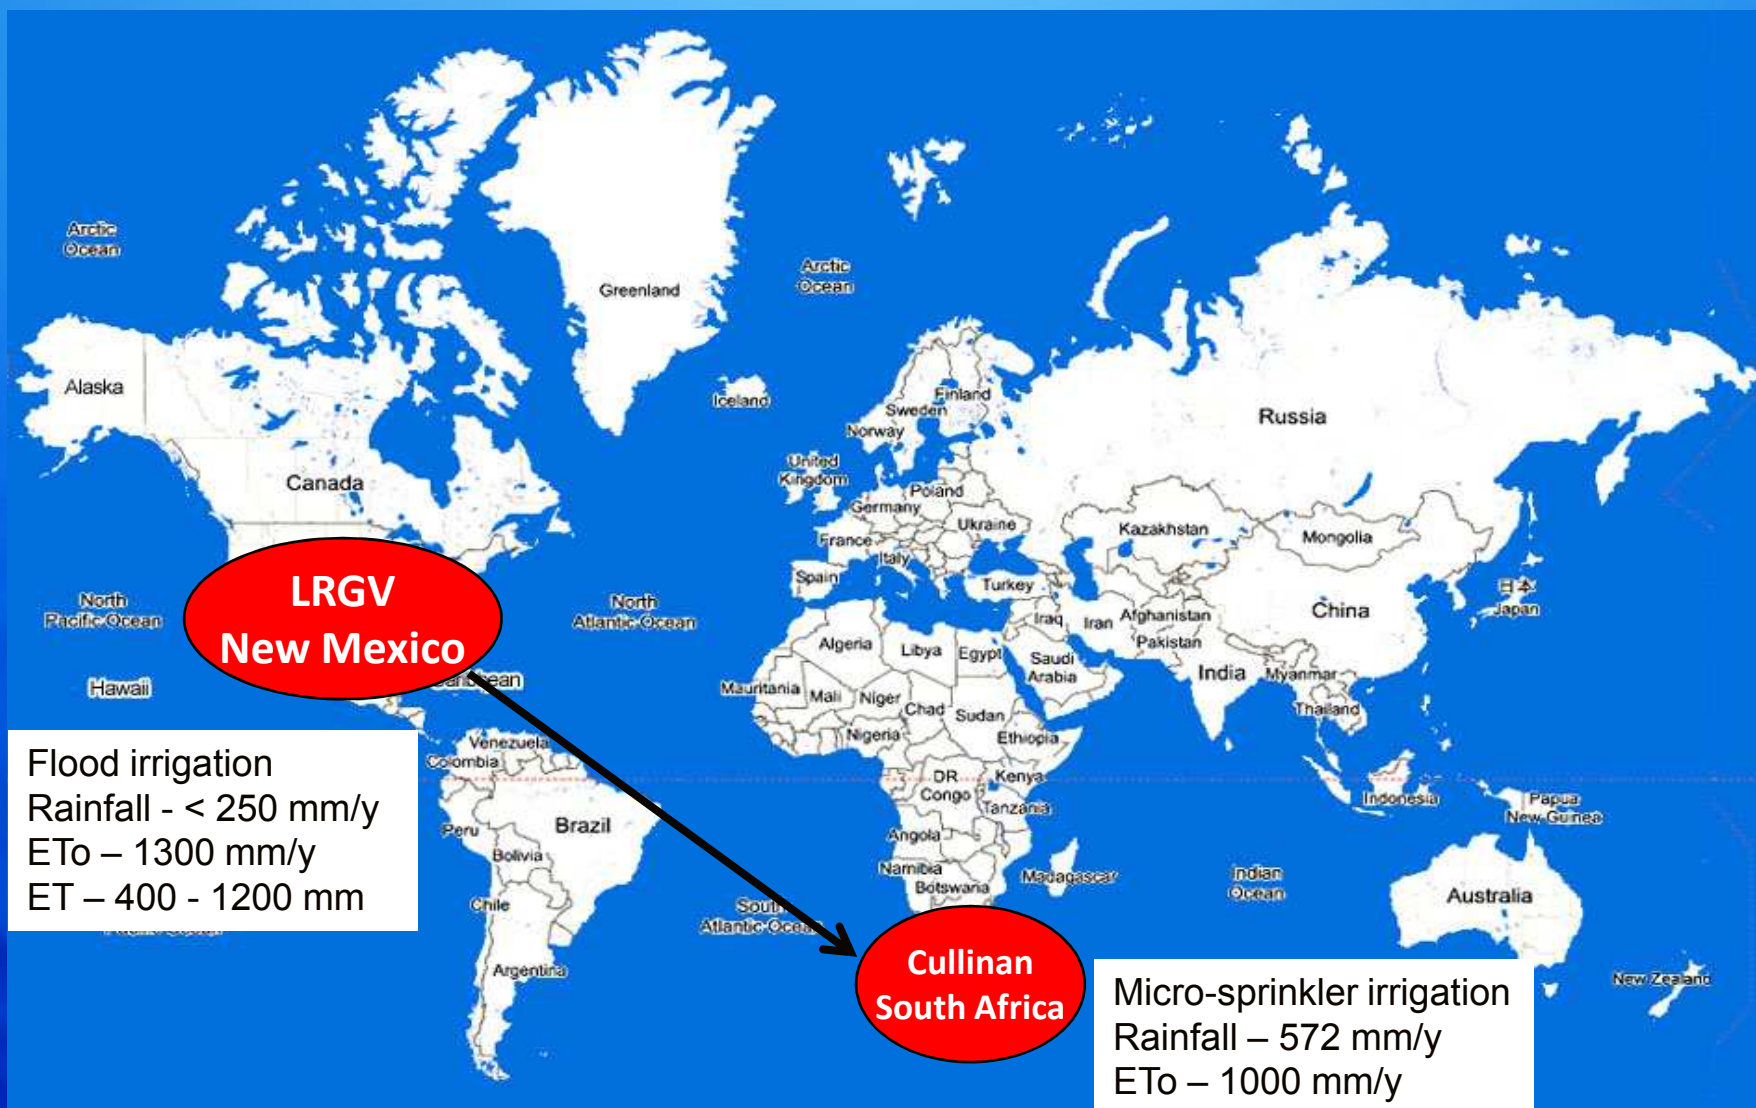 Arctic
Ocean
Greenland
Arctic
Ocean
Alaska
Iceland
Finland
Sweden
Norway
Russia
Canada
United
Kingdom
Poland
Germany
Ukraine
France
Italy
Kazakhstan
Mongolia
Spain
Turkey
LRGV
New Mexico
North
Pacific Ocean
North
Atlantic Ocean
日本
Japan
China
Iraq
Iran
Afghanistan
Pakistan
Algeria
Libya
Egypt
Saudi
Arabia
India
Myanmar
Thailand
Hawaii
Mauritania
Mali
Niger
Chad
Sudan
Nigeria
Ethiopia
Venezuela
Colombia
DR
Congo
Kenya
Tanzania
Indonesia
Papua
New Guinea
Flood irrigation
Rainfall - < 250 mm/y
ETo – 1300 mm/y
ET – 400 - 1200 mm
Peru
Brazil
Bolivia
Angola
Namibia
Botswana
Madagascar
Indian
Ocean
Australia
Chile
South
Atlantic Ocean
Argentina
New Zealand
Cullinan
South Africa
Micro-sprinkler irrigation
Rainfall – 572 mm/y
ETo – 1000 mm/y